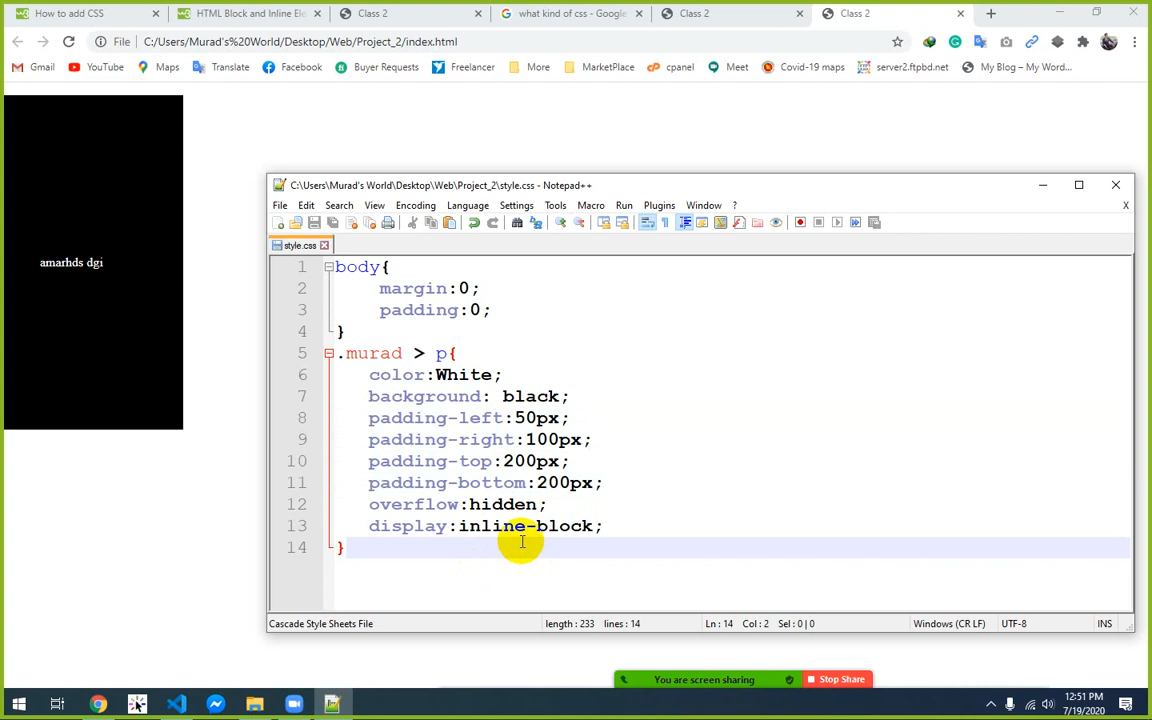 How to add CSS
HTML Block and Inline Ele
Class 2
what kind of css - Google
Class 2
Class 2
File
C:/Users/Murad's%20World/Desktop/Web/Project_2/index.html
Gmail
YouTube
Maps
Translate
Facebook
Buyer Requests
Freelancer
More
MarketPlace
cpanel
Meet
Covid-19 maps
server2.ftpbd.net
My Blog – My Word...
amarhds dgi
C:\Users\Murad's World\Desktop\Web\Project_2\style.css - Notepad++
File Edit Search View Encoding Language Settings Tools Macro Run Plugins Window ? X
style.css
1 body{
2 margin:0;
3 padding:0;
4 }
5 .murad > p{
6 color:White;
7 background: black;
8 padding-left:50px;
9 padding-right:100px;
10 padding-top:200px;
11 padding-bottom:200px;
12 overflow:hidden;
13 display:inline-block;
14 }
Cascade Style Sheets File
length : 233 lines : 14
Ln : 14 Col : 2 Sel : 0 | 0
Windows (CR LF)
UTF-8
INS
You are screen sharing
Stop Share
12:51 PM
7/19/2020